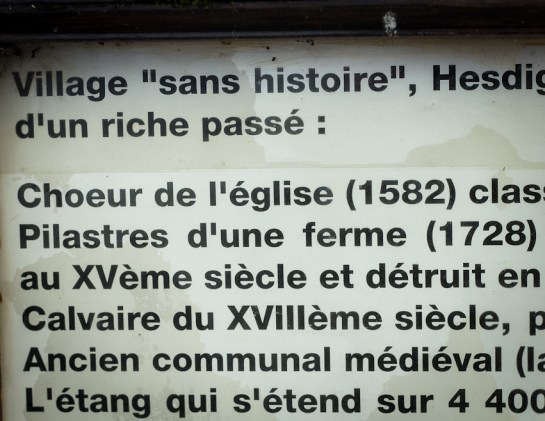 Village "sans histoire", Hesdig
d'un riche passé :
Choeur de l'église (1582) class
Pilastres d'une ferme (1728)
au XVème siècle et détruit en
Calvaire du XVIIIème siècle, p
Ancien communal médiéval (la
L'étang qui s'étend sur 4 400